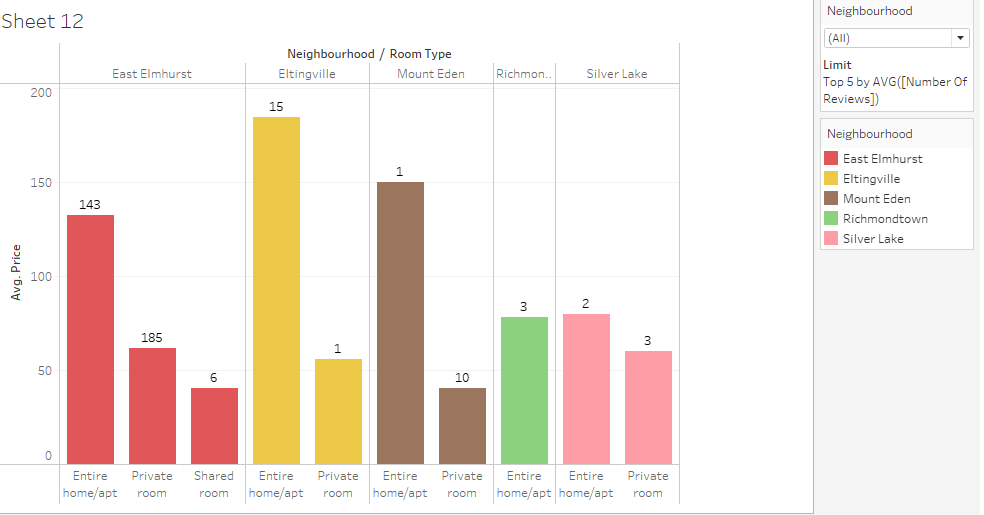 Sheet 12
Neighbourhood / Room Type
East Elmhurst
Eltingville
Mount Eden
Richmon..
Silver Lake
Avg. Price
200
150
100
50
0
143
185
6
15
1
1
10
3
2
3
Entire home/apt
Private room
Shared room
Entire home/apt
Private room
Entire home/apt
Private room
Entire home/apt
Entire home/apt
Private room
Neighbourhood
(All)
Limit
Top 5 by AVG([Number Of
Reviews])
Neighbourhood
East Elmhurst
Eltingville
Mount Eden
Richmondtown
Silver Lake